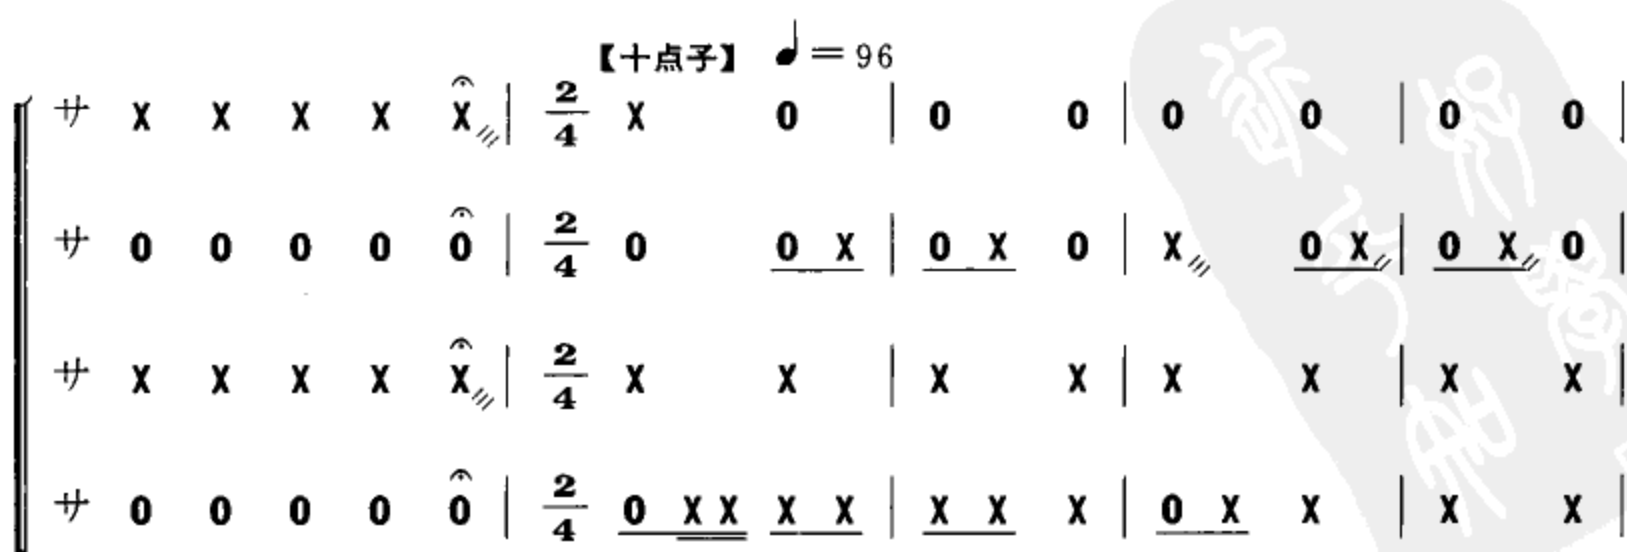 【十点子】 ♩=96
サ X X X X X | 2/4 X 0 | 0 0 | 0 0 | 0 0 |
サ 0 0 0 0 0 | 2/4 0 0 X | 0 X 0 | X 0 X | 0 X 0 |
サ X X X X X | 2/4 X X | X X | X X | X X |
サ 0 0 0 0 0 | 2/4 0 X X X X | X X X | 0 X X | X X |